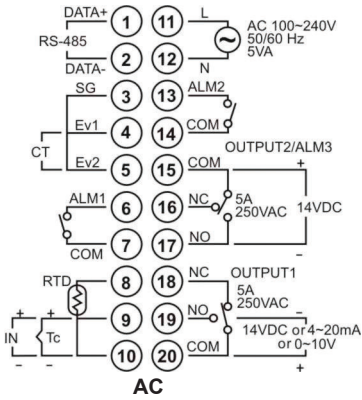 DATA+
RS-485
DATA-
1
2
11
12
L
N
AC 100~240V
50/60 Hz
5VA
SG
Ev1
Ev2
CT
3
4
5
13
14
ALM2
COM
OUTPUT2/ALM3
15
16
17
COM
NC
NO
5A
250VAC
+
14VDC
–
ALM1
COM
6
7
RTD
8
9
10
+
IN
–
+
Tc
–
18
19
20
NC
NO
COM
OUTPUT1
5A
250VAC
–
14VDC or 4~20mA
or 0~10V
+
AC